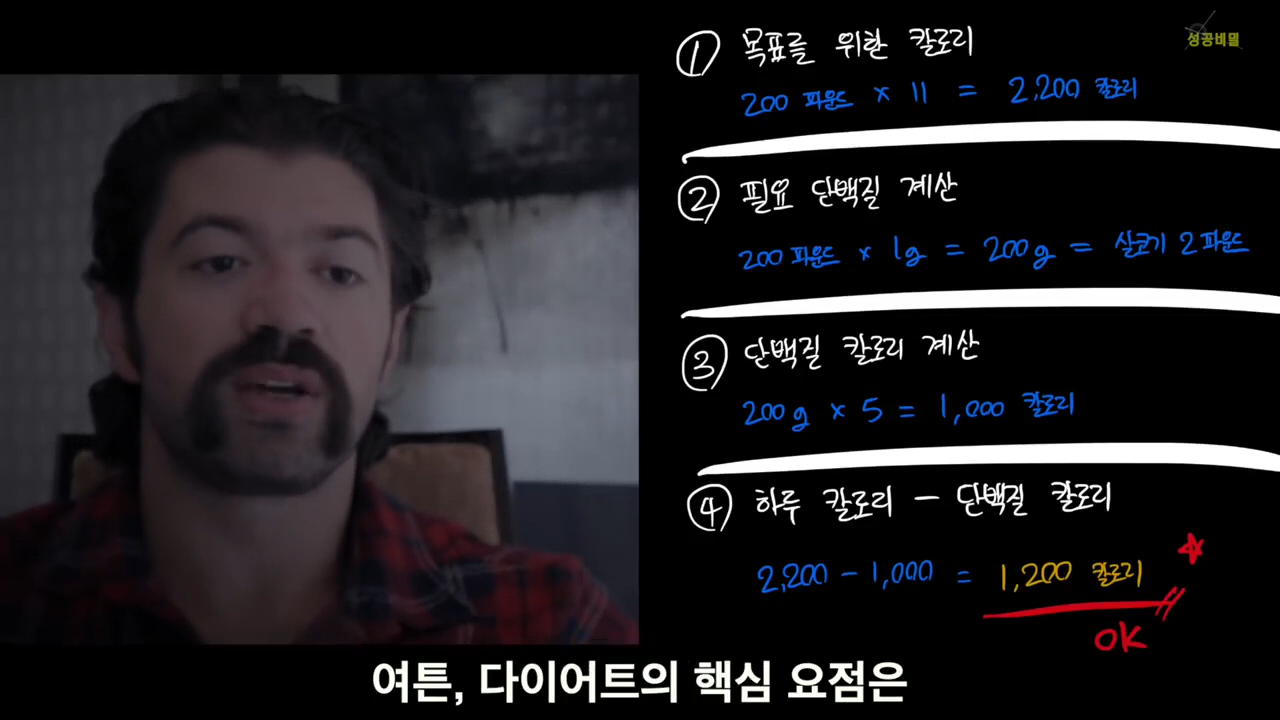 성공비밀
① 목표를 위한 칼로리
200 파운드 x 11 = 2,200 칼로리
② 필요 단백질 계산
200 파운드 x 1g = 200g = 살코기 2 파운드
③ 단백질 칼로리 계산
200g x 5 = 1,000 칼로리
④ 하루 칼로리 - 단백질 칼로리
2,200 - 1,000 = 1,200 칼로리
OK
여튼, 다이어트의 핵심 요점은